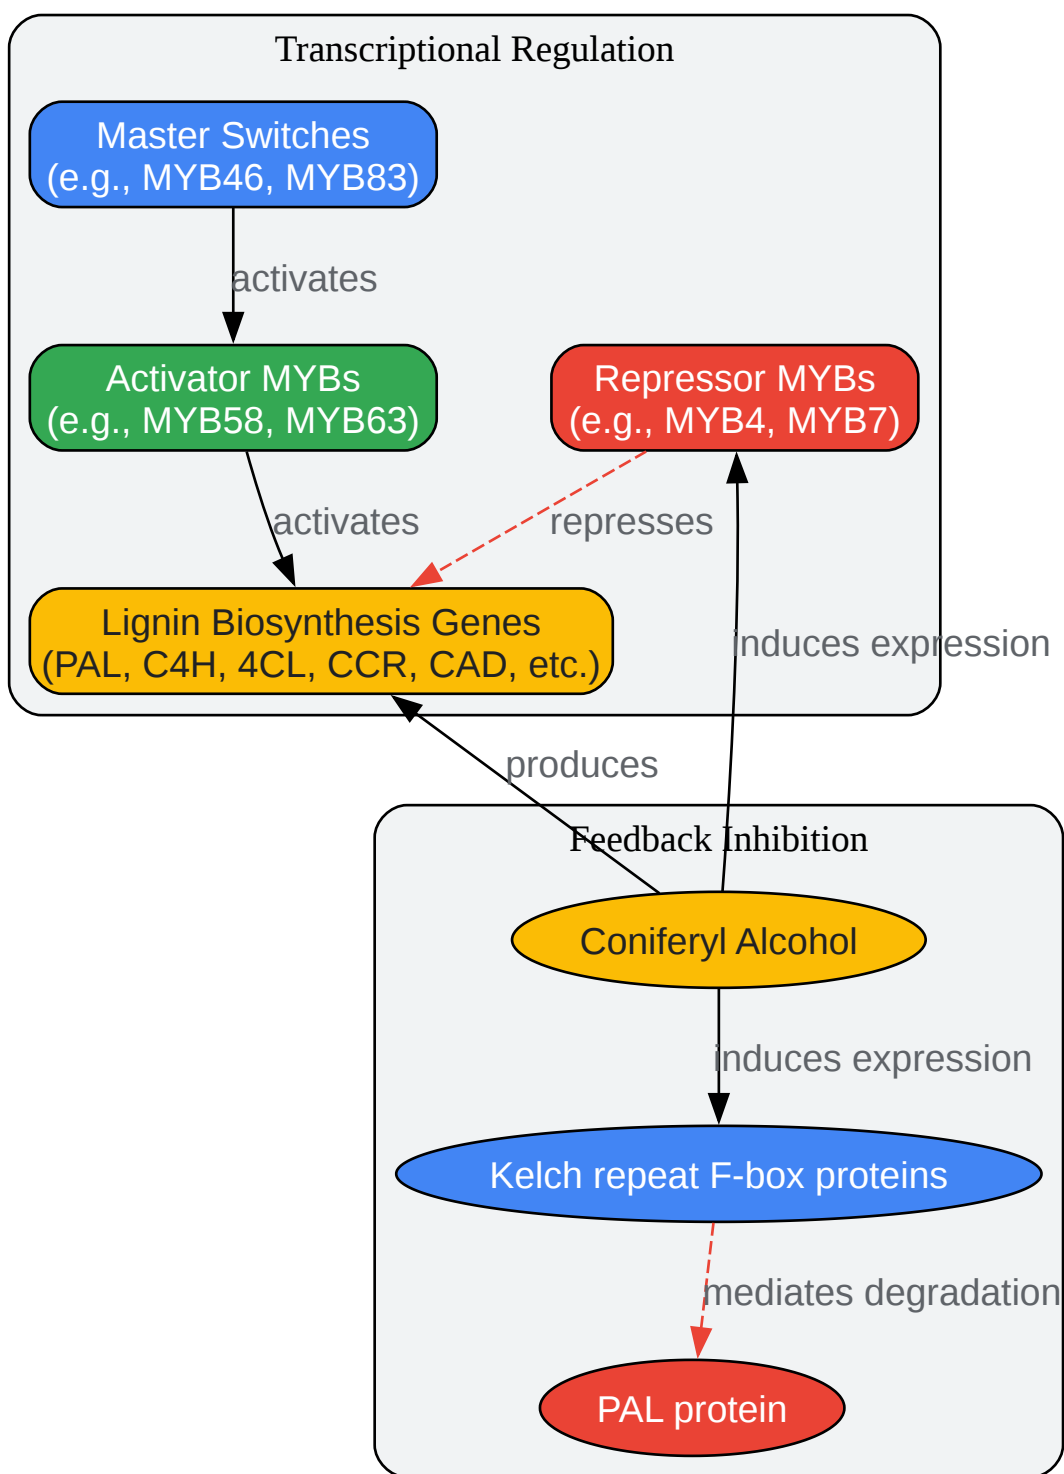 Transcriptional Regulation
Master Switches
(e.g., MYB46, MYB83)
activates
Activator MYBs
(e.g., MYB58, MYB63)
Repressor MYBs
(e.g., MYB4, MYB7)
activates
represses
Lignin Biosynthesis Genes
(PAL, C4H, 4CL, CCR, CAD, etc.)
induces expression
produces
Feedback Inhibition
Coniferyl Alcohol
induces expression
Kelch repeat F-box proteins
mediates degradation
PAL protein